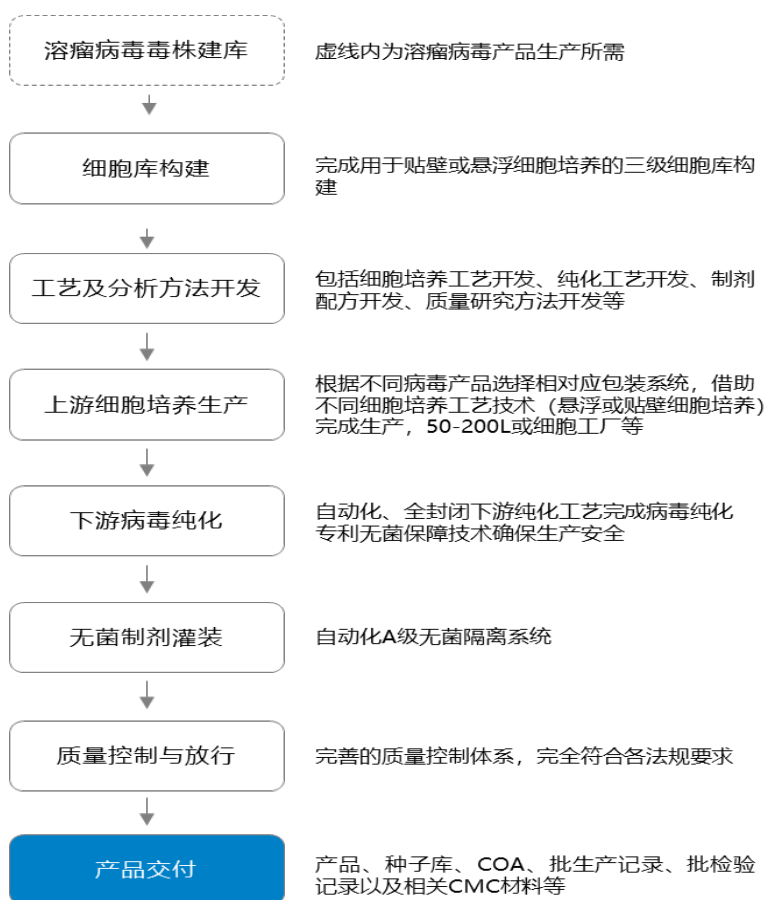 溶瘤病毒毒株建库
虚线内为溶瘤病毒产品生产所需
细胞库构建
完成用于贴壁或悬浮细胞培养的三级细胞库构
建
工艺及分析方法开发
包括细胞培养工艺开发、纯化工艺开发、制剂
配方开发、质量研究方法开发等
上游细胞培养生产
根据不同病毒产品选择相对应包装系统，借助
不同细胞培养工艺技术（悬浮或贴壁细胞培养）
完成生产，50-200L或细胞工厂等
下游病毒纯化
自动化、全封闭下游纯化工艺完成病毒纯化
专利无菌保障技术确保生产安全
无菌制剂灌装
自动化A级无菌隔离系统
质量控制与放行
完善的质量控制体系，完全符合各法规要求
产品交付
产品、种子库、COA、批生产记录、批检验
记录以及相关CMC材料等